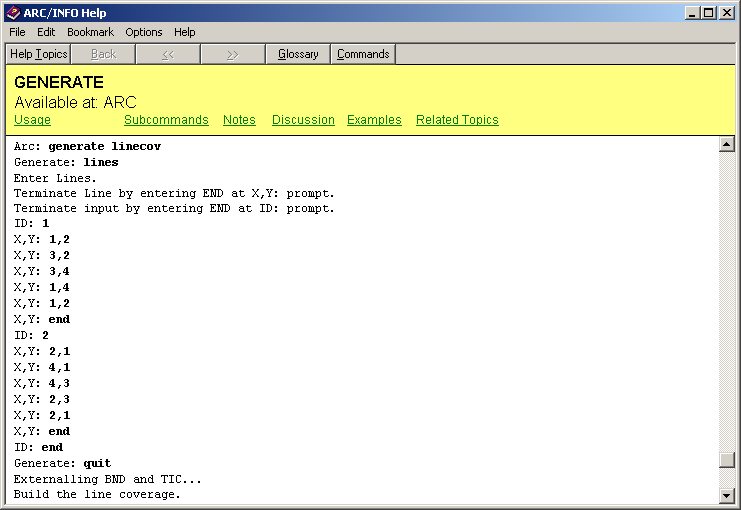 ARC/INFO Help
File Edit Bookmark Options Help
Help Topics Back << >> Glossary Commands
GENERATE
Available at: ARC
Usage Subcommands Notes Discussion Examples Related Topics
Arc: generate linecov
Generate: lines
Enter Lines.
Terminate Line by entering END at X,Y: prompt.
Terminate input by entering END at ID: prompt.
ID: 1
X,Y: 1,2
X,Y: 3,2
X,Y: 3,4
X,Y: 1,4
X,Y: 1,2
X,Y: end
ID: 2
X,Y: 2,1
X,Y: 4,1
X,Y: 4,3
X,Y: 2,3
X,Y: 2,1
X,Y: end
ID: end
Generate: quit
Externalling BND and TIC...
Build the line coverage.